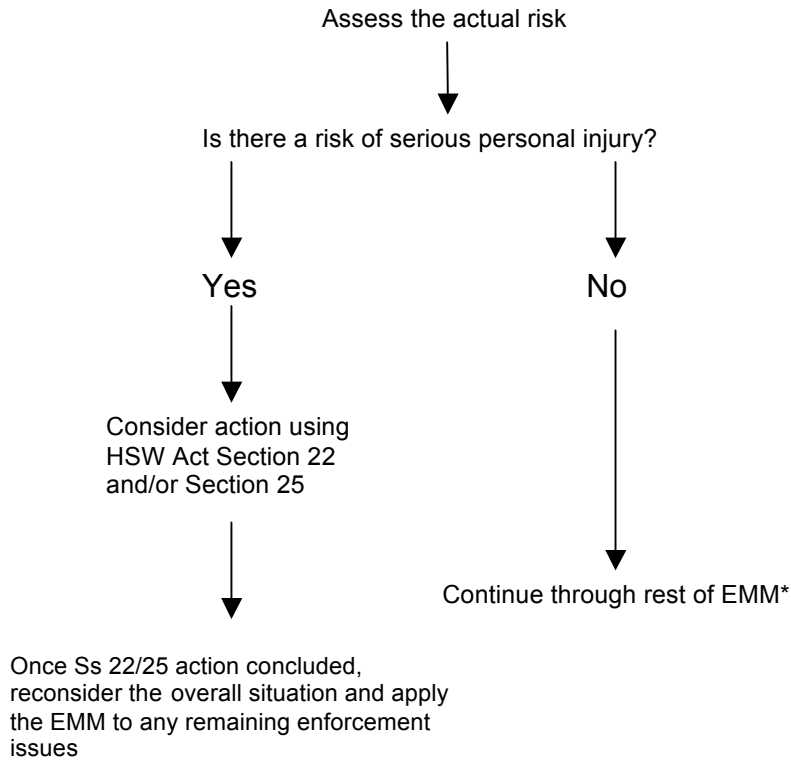 Assess the actual risk
Is there a risk of serious personal injury?
Yes
No
Consider action using
HSW Act Section 22
and/or Section 25
Continue through rest of EMM*
Once Ss 22/25 action concluded,
reconsider the overall situation and apply
the EMM to any remaining enforcement
issues